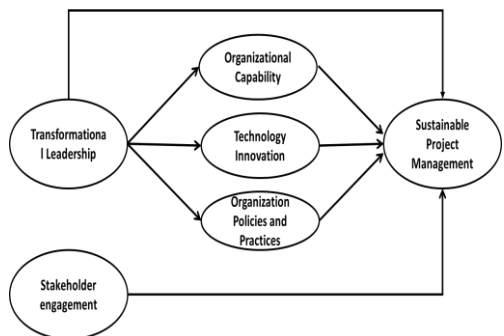 Organizational
Capability
Transformationa
l Leadership
Technology
Innovation
Sustainable
Project
Management
Organization
Policies and
Practices
Stakeholder
engagement